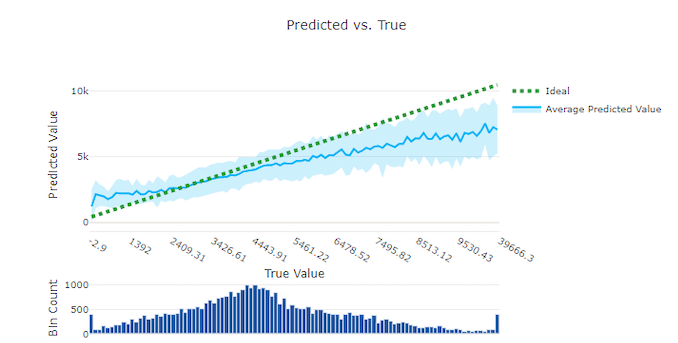 Predicted vs. True
Predicted Value
10k
5k
0
Ideal
Average Predicted Value
-2.9
1392
2409.31
3426.61
4443.91
5461.22
6478.52
7495.82
8513.12
9530.43
39666.3
True Value
Bin Count
1000
500
0